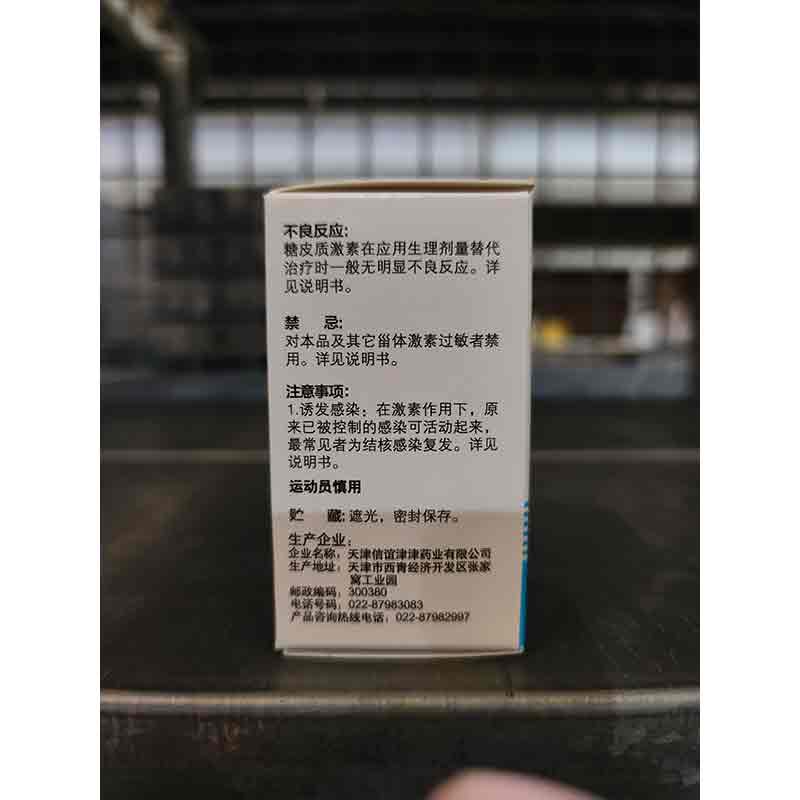 不良反应:
糖皮质激素在应用生理剂量替代
治疗时一般无明显不良反应。详
见说明书。
禁 忌:
对本品及其它甾体激素过敏者禁
用。详见说明书。
注意事项:
1.诱发感染：在激素作用下，原
来已被控制的感染可活动起来，
最常见者为结核感染复发。详见
说明书。
运动员慎用
贮 藏:遮光，密封保存。
生产企业：
企业名称：天津信谊津津药业有限公司
生产地址：天津市西青经济开发区张家
窝工业园
邮政编码：300380
电话号码：022-87983083
产品咨询热线电话：022-87982997